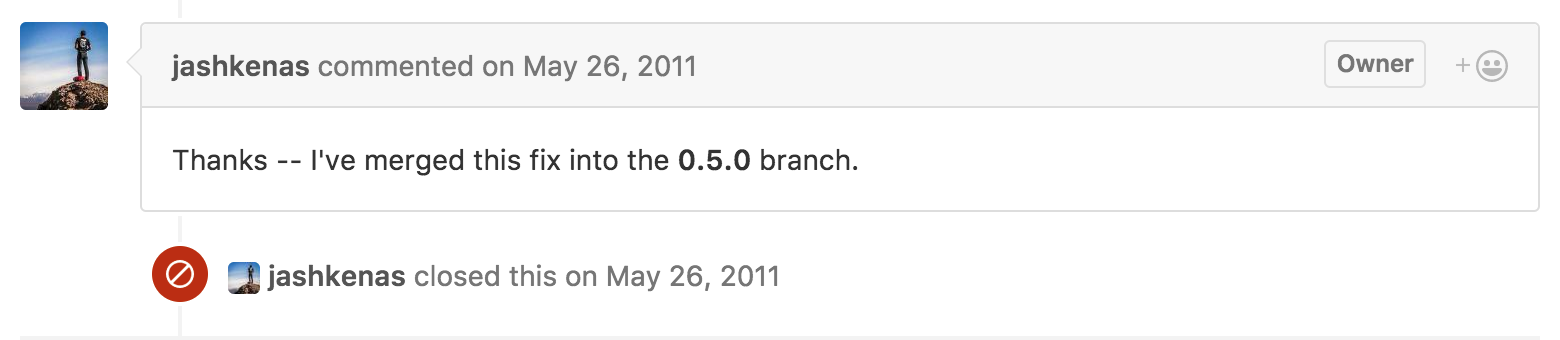 jashkenas commented on May 26, 2011 Owner +
Thanks -- I've merged this fix into the 0.5.0 branch.
jashkenas closed this on May 26, 2011